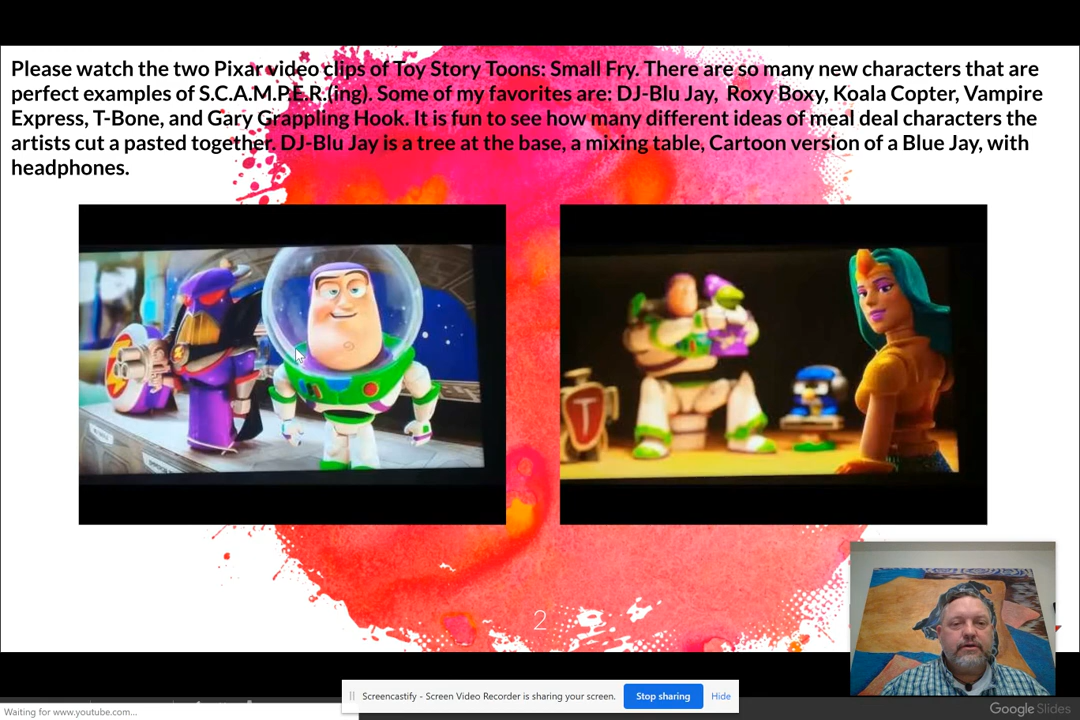 Please watch the two Pixar video clips of Toy Story Toons: Small Fry. There are so many new characters that are
perfect examples of S.C.A.M.P.E.R.(ing). Some of my favorites are: DJ-Blu Jay,  Roxy Boxy, Koala Copter, Vampire
Express, T-Bone, and Gary Grappling Hook. It is fun to see how many different ideas of meal deal characters the
artists cut a pasted together. DJ-Blu Jay is a tree at the base, a mixing table, Cartoon version of a Blue Jay, with
headphones.
2
Screencastify - Screen Video Recorder is sharing your screen.
Stop sharing
Hide
Waiting for www.youtube.com...
Google Slides